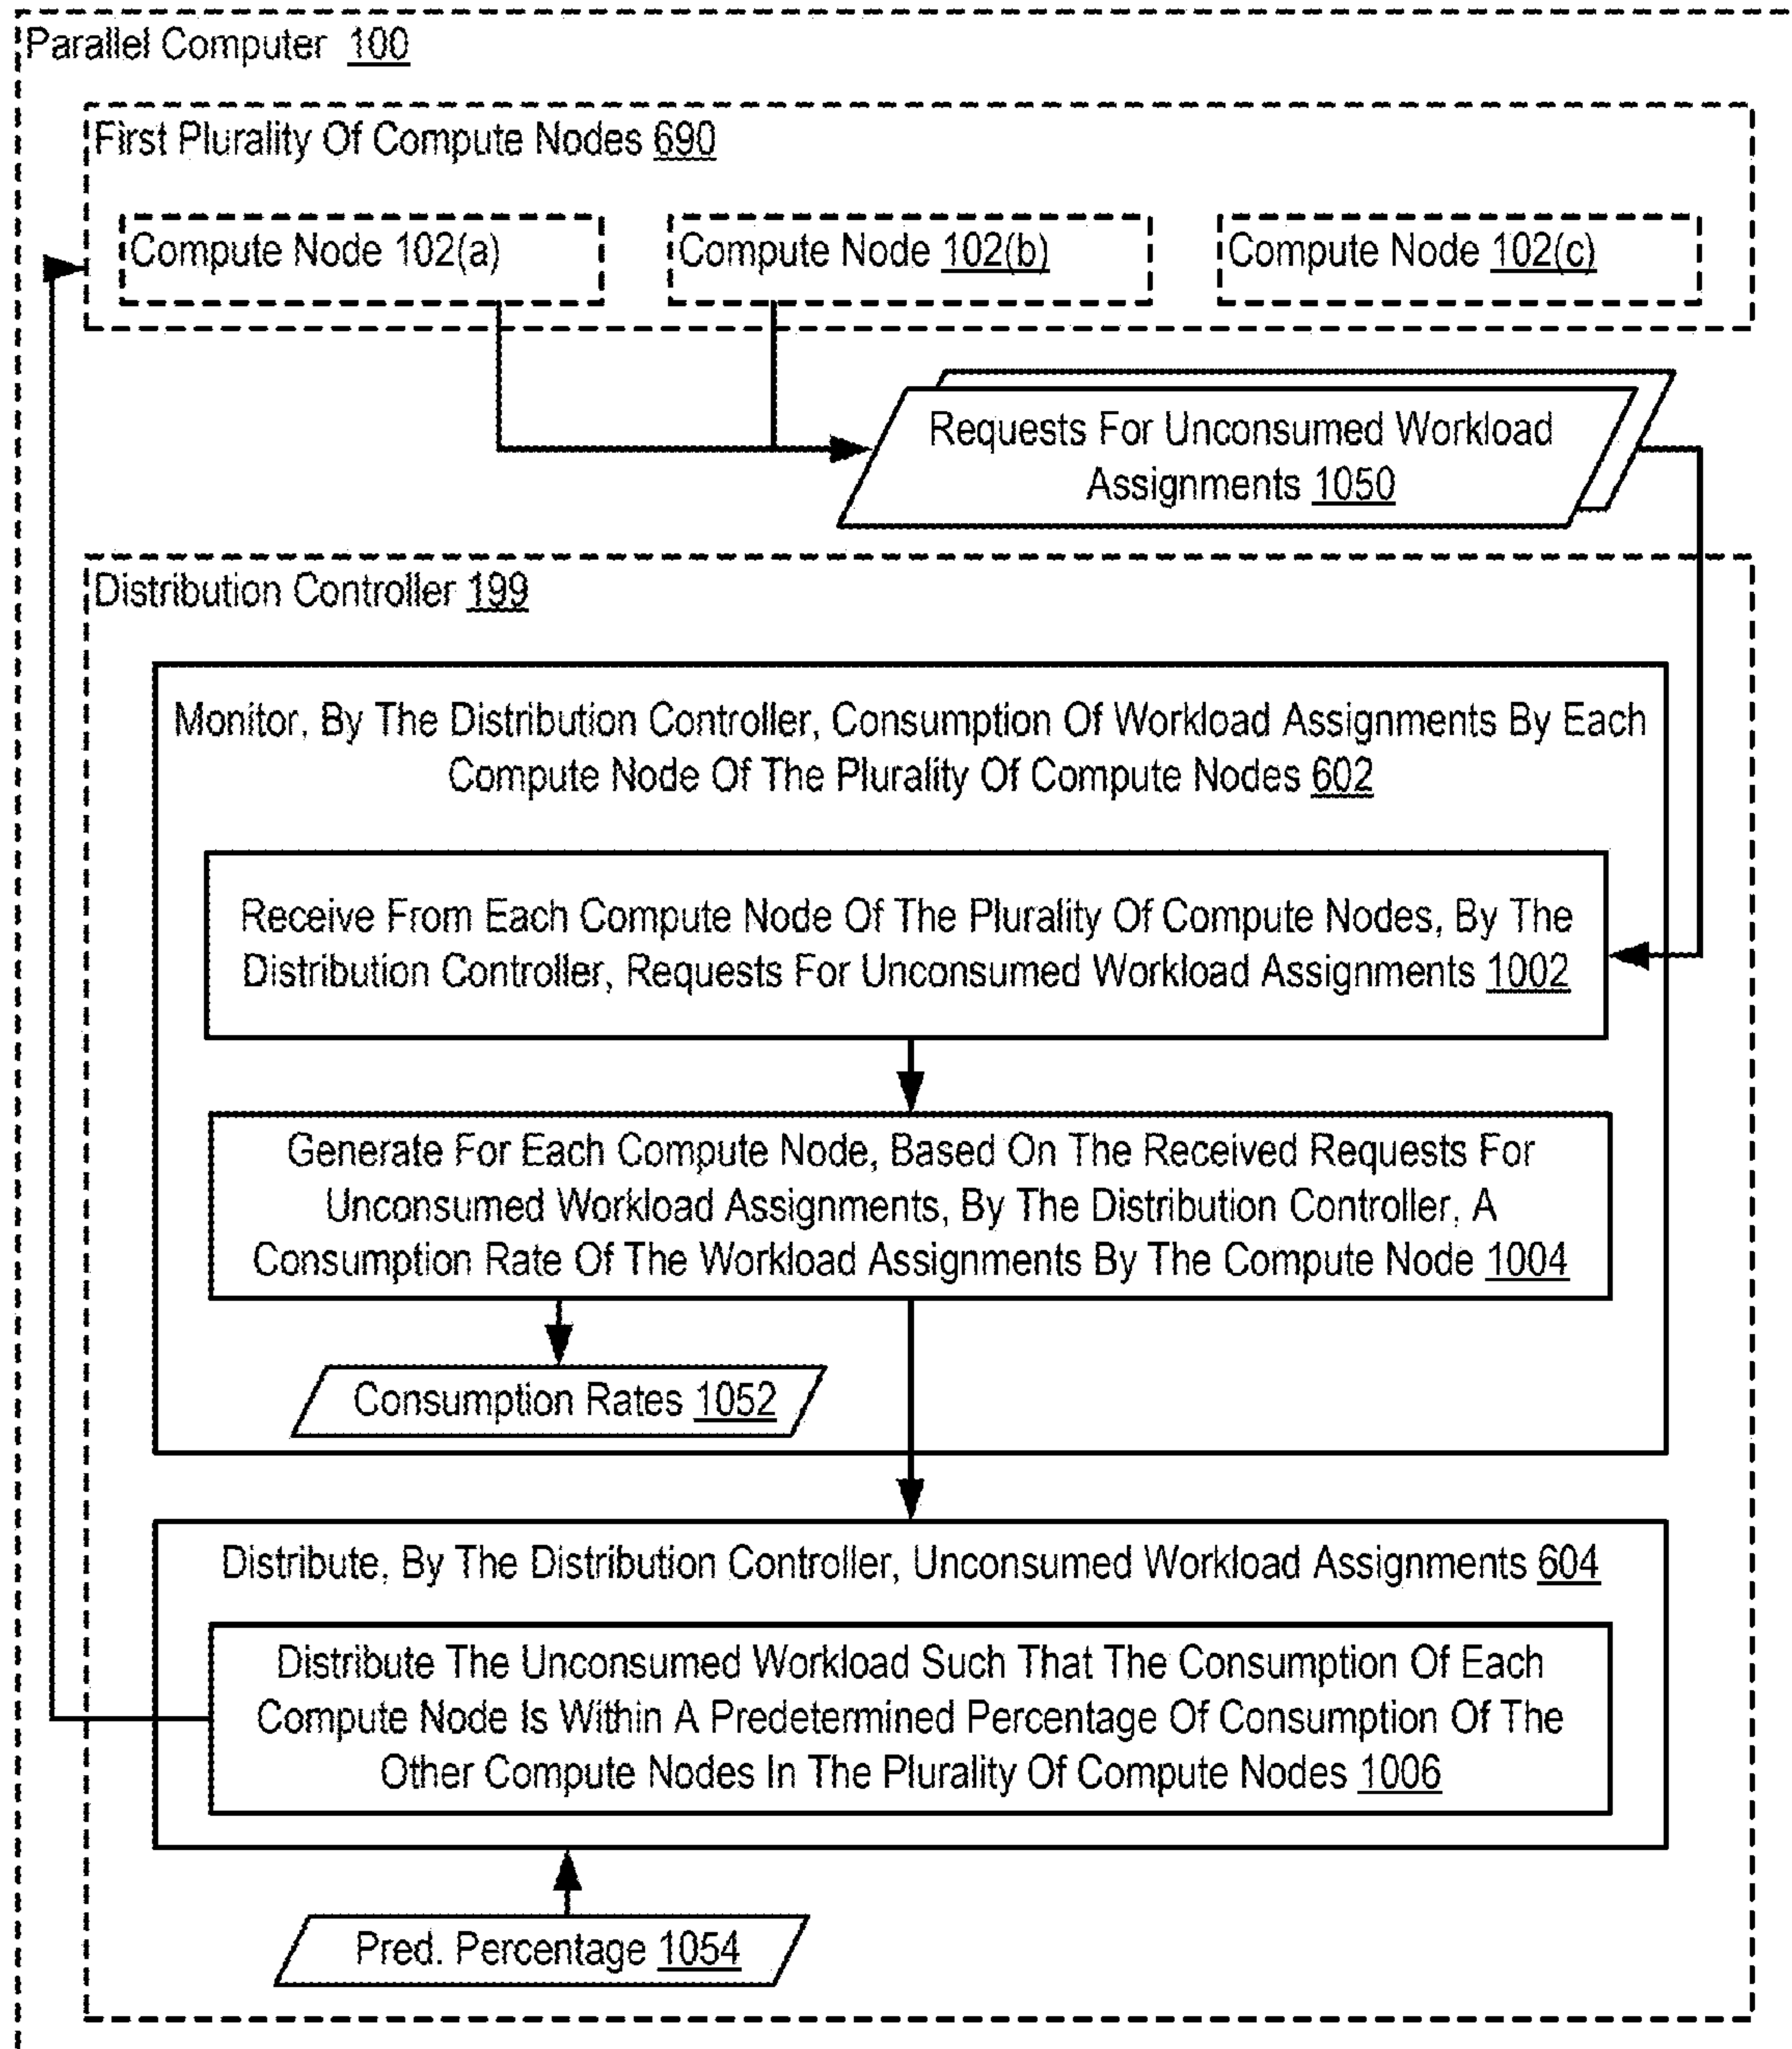 Parallel Computer 100
First Plurality Of Compute Nodes 690
Compute Node 102(a)
Compute Node 102(b)
Compute Node 102(c)
Requests For Unconsumed Workload
Assignments 1050
Distribution Controller 199
Monitor, By The Distribution Controller, Consumption Of Workload Assignments By Each
Compute Node Of The Plurality Of Compute Nodes 602
Receive From Each Compute Node Of The Plurality Of Compute Nodes, By The
Distribution Controller, Requests For Unconsumed Workload Assignments 1002
Generate For Each Compute Node, Based On The Received Requests For
Unconsumed Workload Assignments, By The Distribution Controller, A
Consumption Rate Of The Workload Assignments By The Compute Node 1004
Consumption Rates 1052
Distribute, By The Distribution Controller, Unconsumed Workload Assignments 604
Distribute The Unconsumed Workload Such That The Consumption Of Each
Compute Node Is Within A Predetermined Percentage Of Consumption Of The
Other Compute Nodes In The Plurality Of Compute Nodes 1006
Pred. Percentage 1054